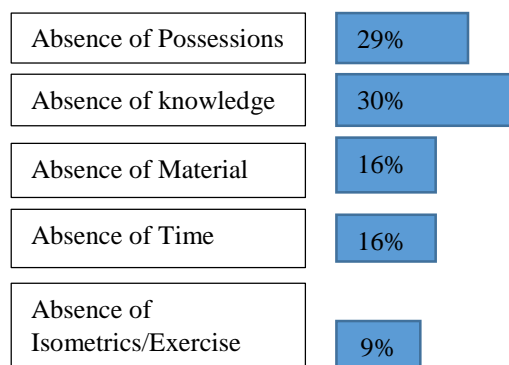 Absence of Possessions 29%
Absence of knowledge 30%
Absence of Material 16%
Absence of Time 16%
Absence of
Isometrics/Exercise 9%